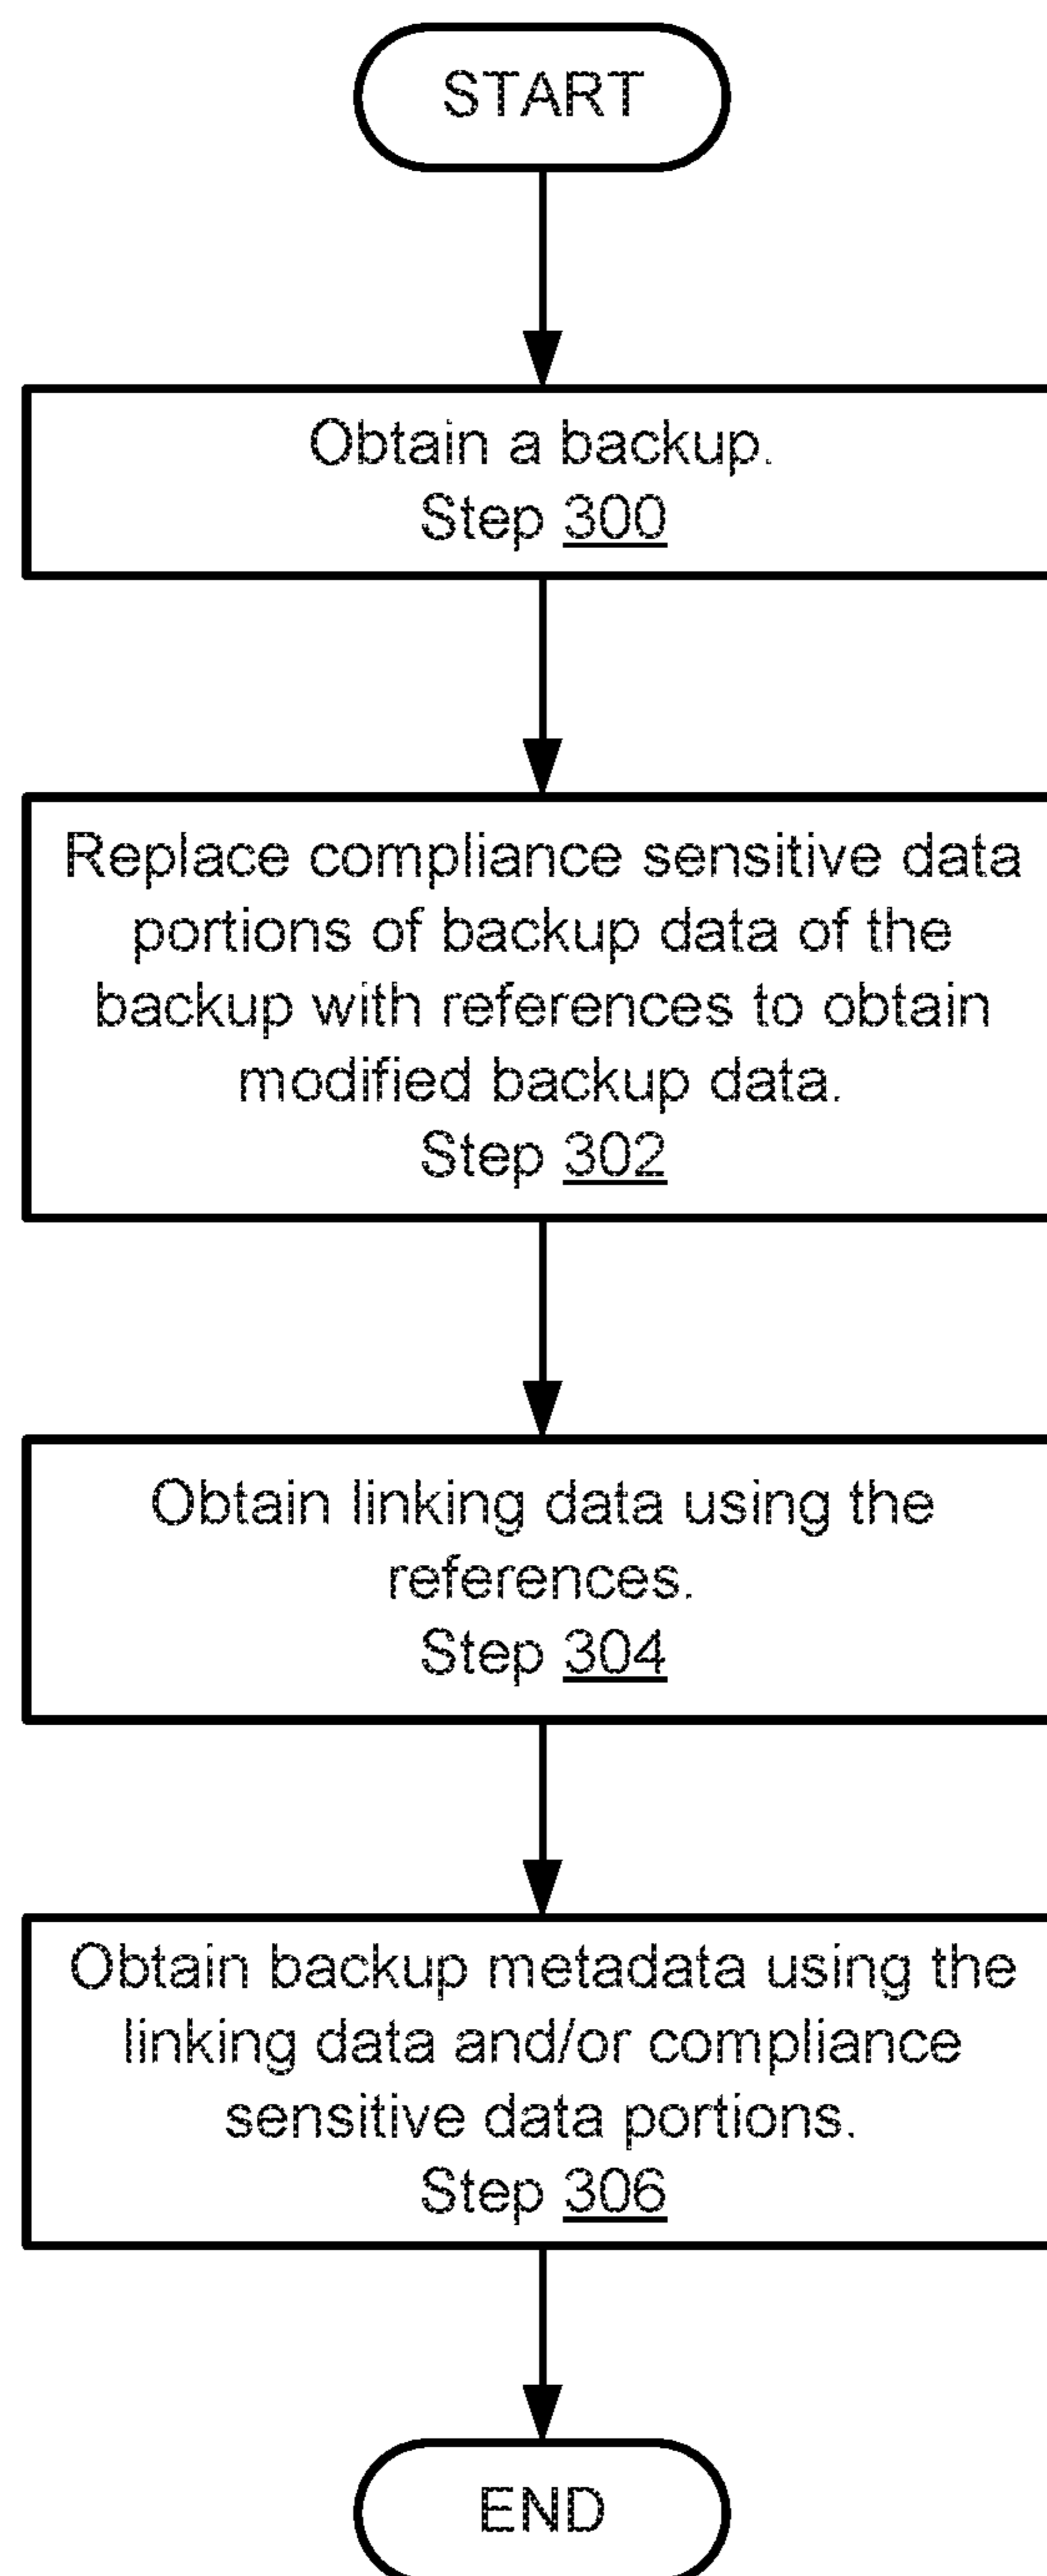 START
Obtain a backup.
Step 300
Replace compliance sensitive data
portions of backup data of the
backup with references to obtain
modified backup data.
Step 302
Obtain linking data using the
references.
Step 304
Obtain backup metadata using the
linking data and/or compliance
sensitive data portions.
Step 306
END